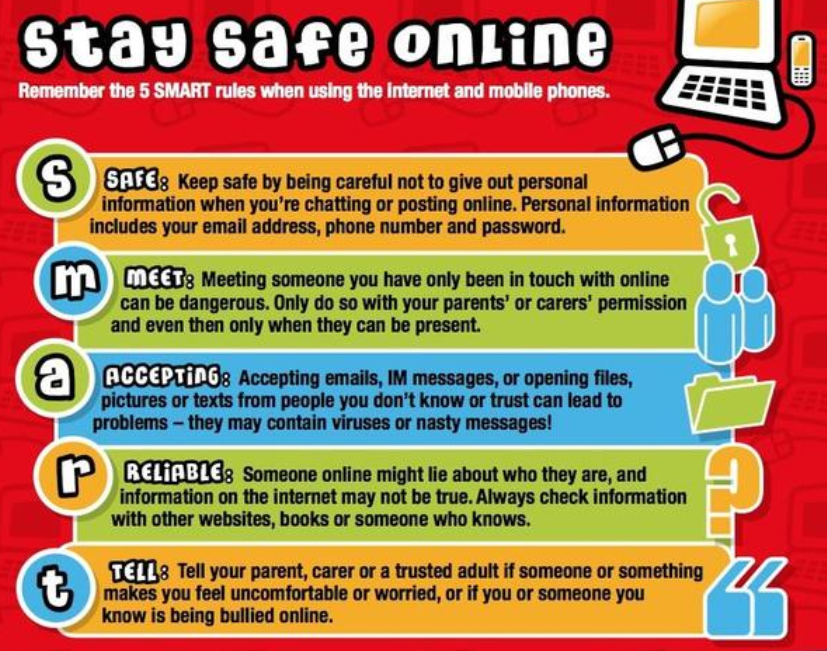 stay safe online
Remember the 5 SMART rules when using the internet and mobile phones.
s
SAFE: Keep safe by being careful not to give out personal
information when you're chatting or posting online. Personal information
includes your email address, phone number and password.
m
MEET: Meeting someone you have only been in touch with online
can be dangerous. Only do so with your parents' or carers' permission
and even then only when they can be present.
a
ACCEPTING: Accepting emails, IM messages, or opening files,
pictures or texts from people you don't know or trust can lead to
problems – they may contain viruses or nasty messages!
r
RELiABLE: Someone online might lie about who they are, and
information on the internet may not be true. Always check information
with other websites, books or someone who knows.
t
TELL: Tell your parent, carer or a trusted adult if someone or something
makes you feel uncomfortable or worried, or if you or someone you
know is being bullied online.